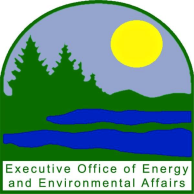 Executive Office of Energy
and Environmental Affairs